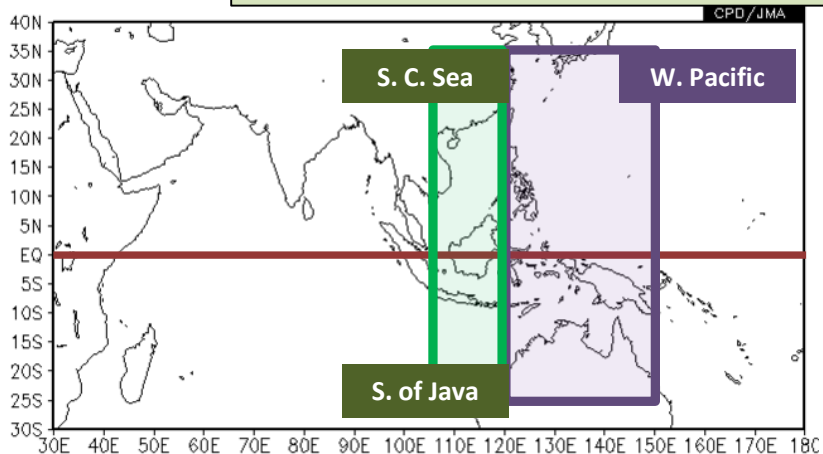 CPD/JMA
40N
35N
30N
25N
20N
15N
10N
5N
EQ
5S
10S
15S
20S
25S
30S
S. C. Sea
W. Pacific
S. of Java
30E 40E 50E 60E 70E 80E 90E 100E 110E 120E 130E 140E 150E 160E 170E 180